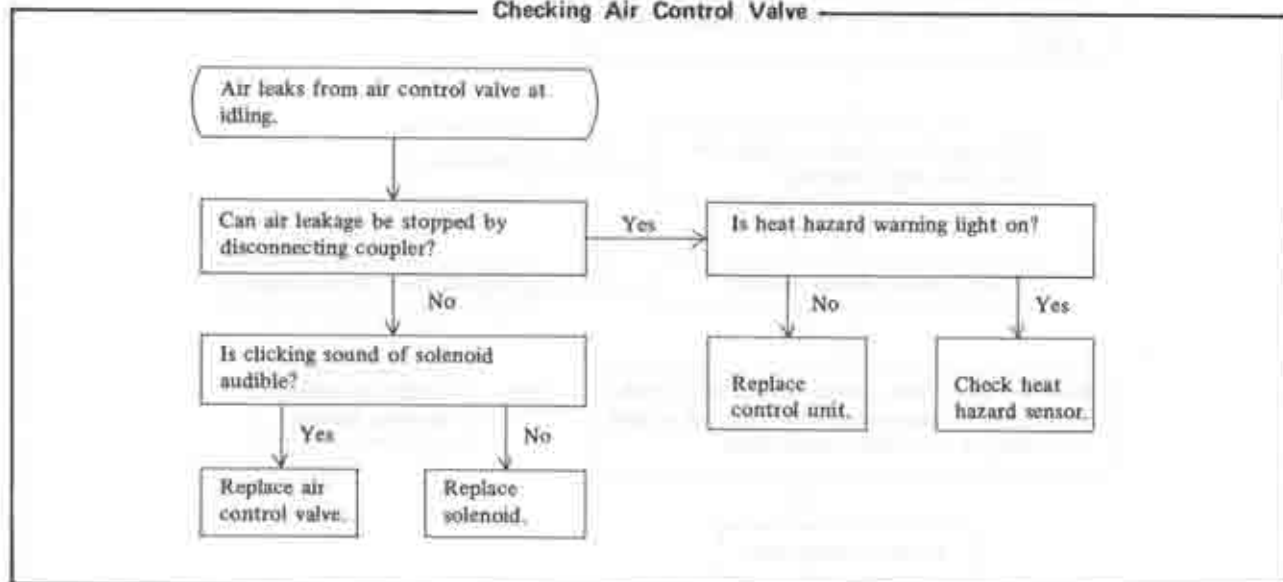 Checking Air Control Valve
Air leaks from air control valve at
idling.
Can air leakage be stopped by
disconnecting coupler?
Yes
Is heat hazard warning light on?
No
No
Yes
Is clicking sound of solenoid
audible?
Replace
control unit.
Check heat
hazard sensor.
Yes
No
Replace air
control valve.
Replace
solenoid.